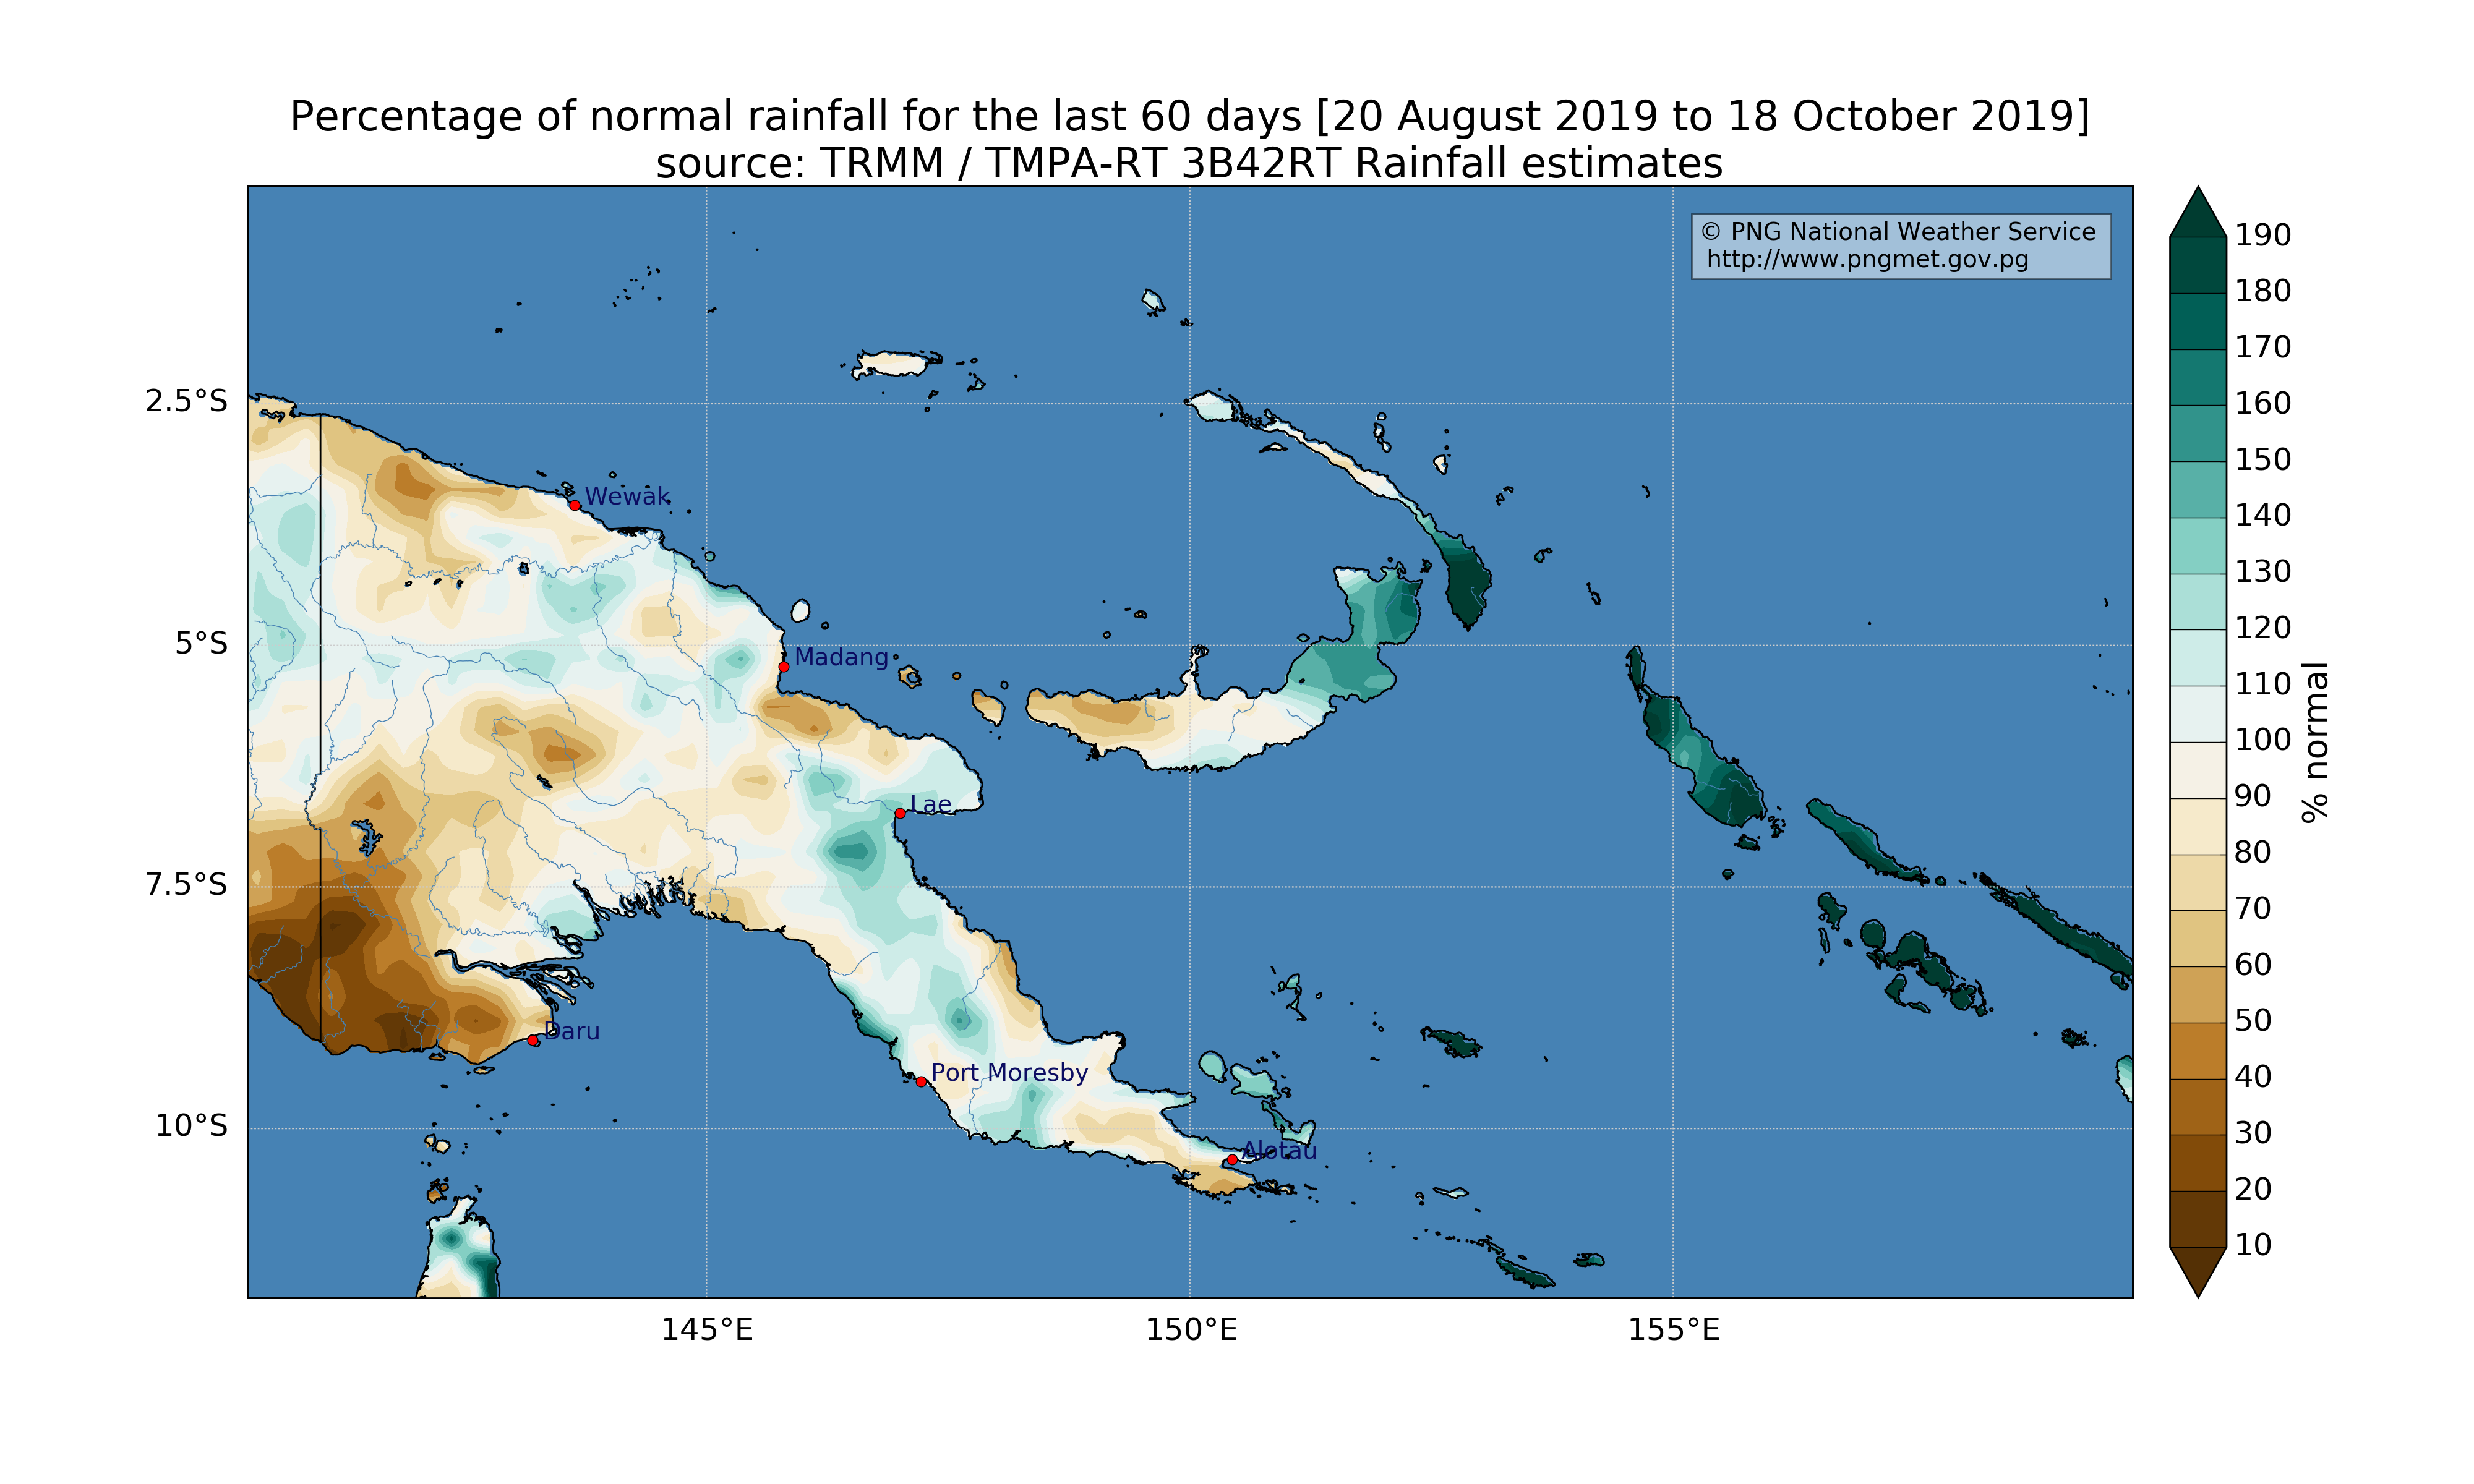 Percentage of normal rainfall for the last 60 days [20 August 2019 to 18 October 2019]
source: TRMM / TMPA-RT 3B42RT Rainfall estimates
© PNG National Weather Service
http://www.pngmet.gov.pg
190
180
170
160
150
140
130
120
110
100
90
80
70
60
50
40
30
20
10
% normal
2.5°S
5°S
7.5°S
10°S
Wewak
Madang
Lae
Daru
Port Moresby
Alotau
145°E
150°E
155°E